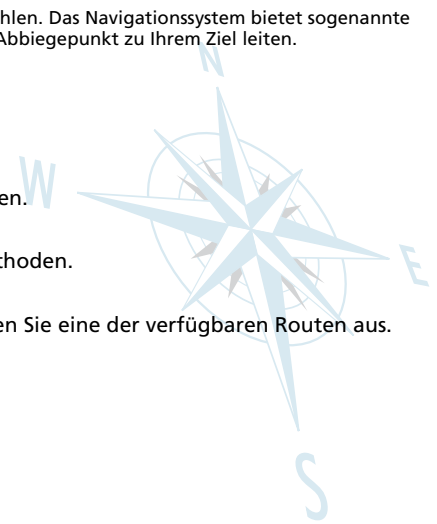 hlen. Das Navigationssystem bietet sogenannte
Abbiegepunkt zu Ihrem Ziel leiten.
N
W
en.
thoden.
E
en Sie eine der verfügbaren Routen aus.
S